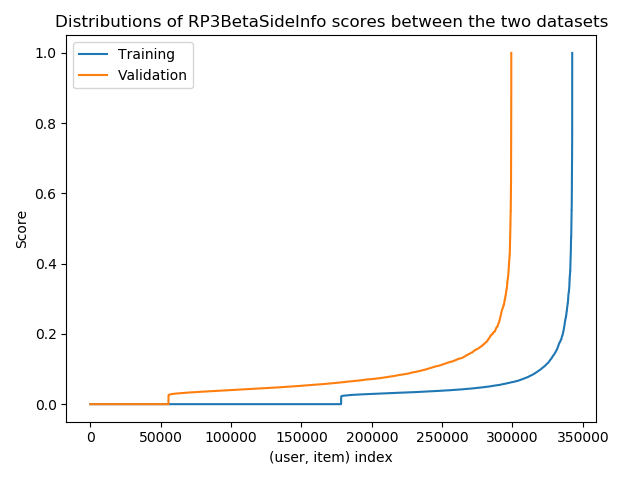 Distributions of RP3BetaSideInfo scores between the two datasets
Training
Validation
1.0
0.8
0.6
0.4
0.2
0.0
Score
0 50000 100000 150000 200000 250000 300000 350000
(user, item) index